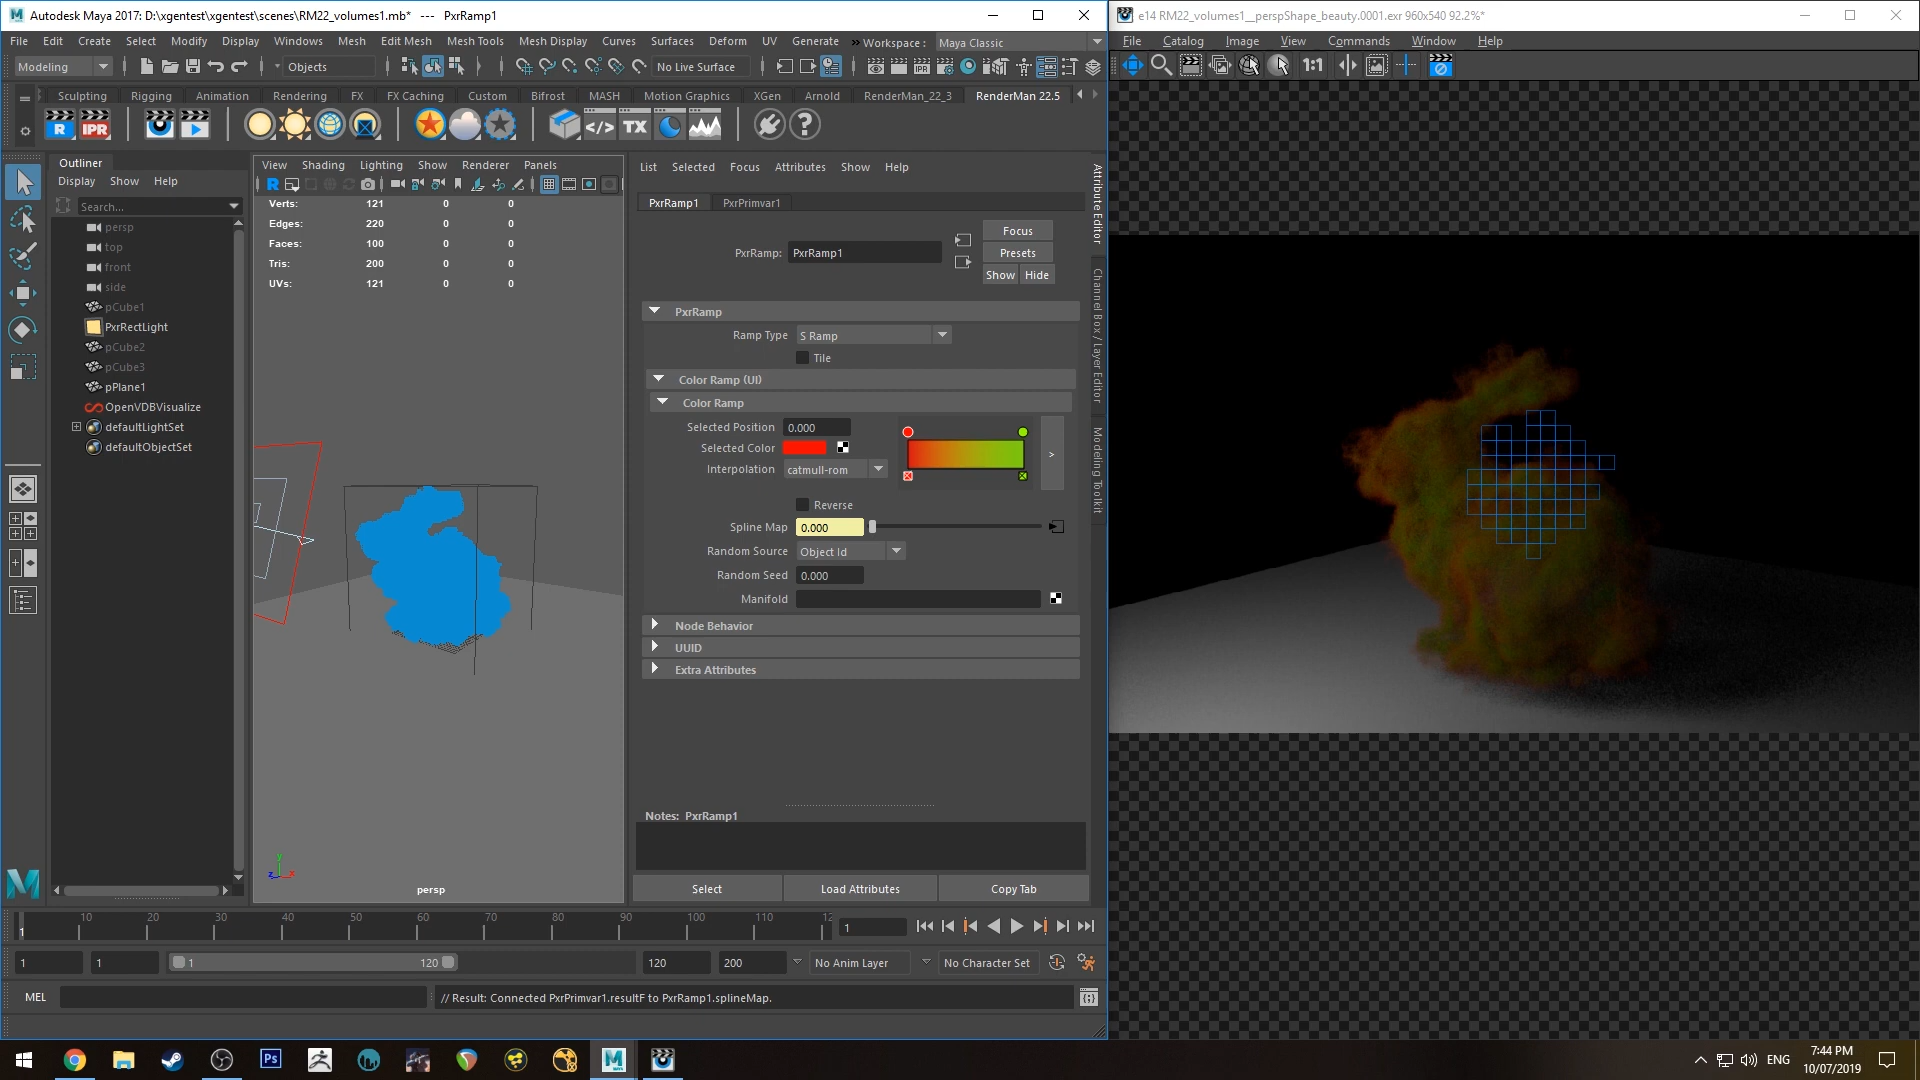 Autodesk Maya 2017: D:\xgentest\xgentest\scenes\RM22_volumes1.mb* --- PxrRamp1
e14 RM22_volumes1__perspShape_beauty.0001.exr 960x540 92.2%*
File Edit Create Select Modify Display Windows Mesh Edit Mesh Mesh Tools Mesh Display Curves Surfaces Deform UV Generate » Workspace : Maya Classic
File Catalog Image View Commands Window Help
Modeling Objects No Live Surface
1:1
Sculpting Rigging Animation Rendering FX FX Caching Custom Bifrost MASH Motion Graphics XGen Arnold RenderMan_22_3 RenderMan 22.5
R IPR </> TX ?
Outliner
Display Show Help
Search...
persp
top
front
side
pCube1
PxrRectLight
pCube2
pCube3
pPlane1
OpenVDBVisualize
defaultLightSet
defaultObjectSet
View Shading Lighting Show Renderer Panels
R
Verts: 121 0 0
Edges: 220 0 0
Faces: 100 0 0
Tris: 200 0 0
UVs: 121 0 0
y
z x
persp
List Selected Focus Attributes Show Help
PxrRamp1 PxrPrimvar1
PxrRamp: PxrRamp1
Focus
Presets
Show Hide
PxrRamp
Ramp Type S Ramp
Tile
Color Ramp (UI)
Color Ramp
Selected Position 0.000
Selected Color
Interpolation catmull-rom
>
Reverse
Spline Map 0.000
Random Source Object Id
Random Seed 0.000
Manifold
Node Behavior
UUID
Extra Attributes
Notes: PxrRamp1
Select Load Attributes Copy Tab
Attribute Editor
Channel Box / Layer Editor
Modeling Toolkit
1 10 20 30 40 50 60 70 80 90 100 110 12
1
1 1 1 120 120 200 No Anim Layer No Character Set
MEL // Result: Connected PxrPrimvar1.resultF to PxrRamp1.splineMap.
Ps
MAYA
ENG
7:44 PM
10/07/2019